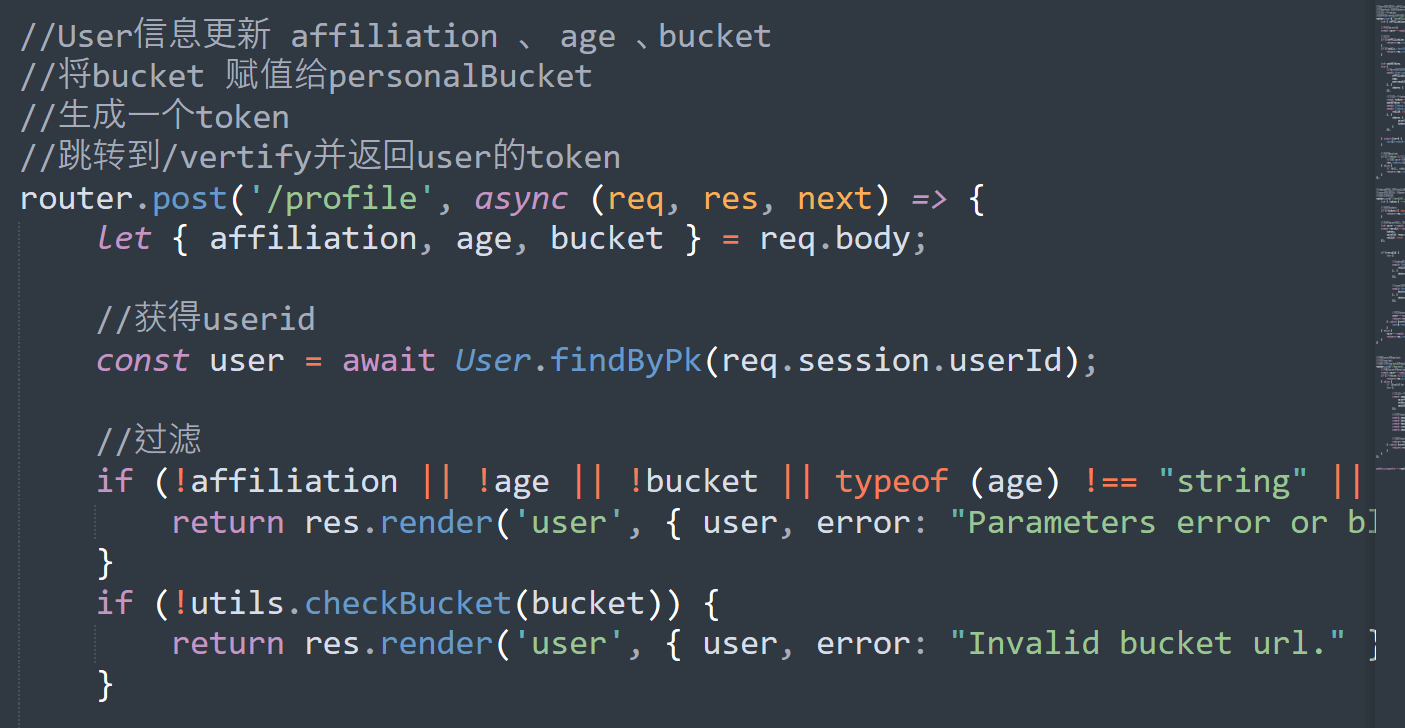 //User信息更新 affiliation 、 age 、bucket
//将bucket 赋值给personalBucket
//生成一个token
//跳转到/vertify并返回user的token
router.post('/profile', async (req, res, next) => {
let { affiliation, age, bucket } = req.body;
//获得userid
const user = await User.findByPk(req.session.userId);
//过滤
if (!affiliation || !age || !bucket || typeof (age) !== "string" ||
return res.render('user', { user, error: "Parameters error or bl
}
if (!utils.checkBucket(bucket)) {
return res.render('user', { user, error: "Invalid bucket url." }
}